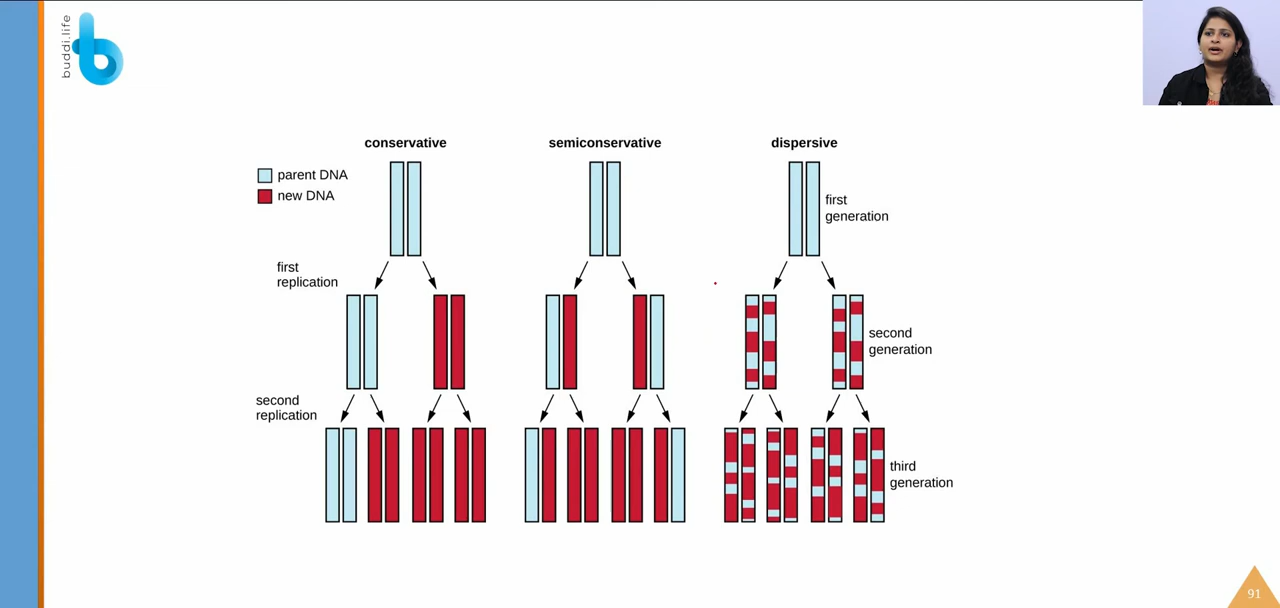 buddi.life
conservative
semiconservative
dispersive
parent DNA
new DNA
first
generation
first
replication
second
generation
second
replication
third
generation
91